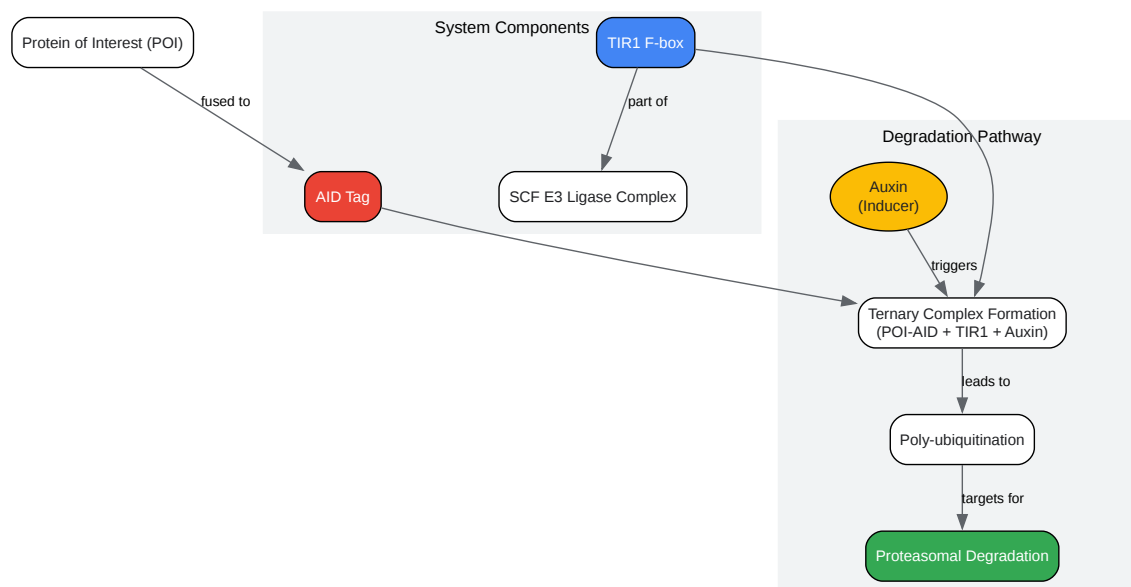 System Components
Protein of Interest (POI)
TIR1 F-box
fused to
part of
Degradation Pathway
AID Tag
SCF E3 Ligase Complex
Auxin
(Inducer)
triggers
Ternary Complex Formation
(POI-AID + TIR1 + Auxin)
leads to
Poly-ubiquitination
targets for
Proteasomal Degradation